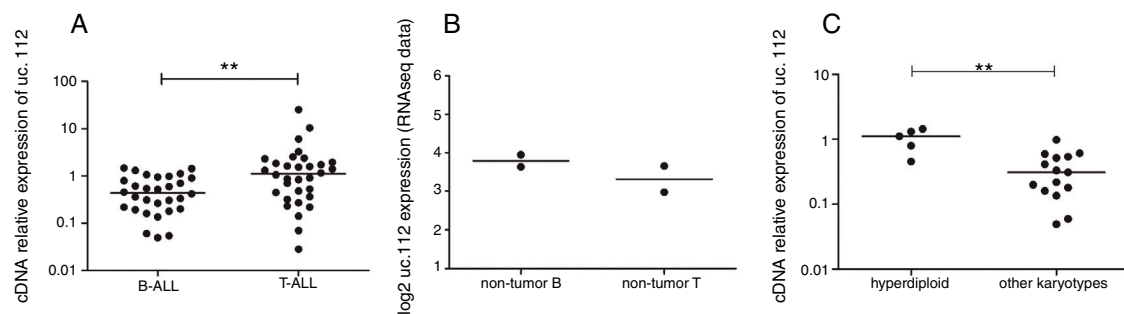 A
cDNA relative expression of uc. 112
100
10
1
0.1
0.01
**
B-ALL
T-ALL
B
log2 uc.112 expression (RNAseq data)
6
5
4
3
2
1
non-tumor B
non-tumor T
C
cDNA relative expression of uc. 112
10
1
0.1
0.01
**
hyperdiploid
other karyotypes